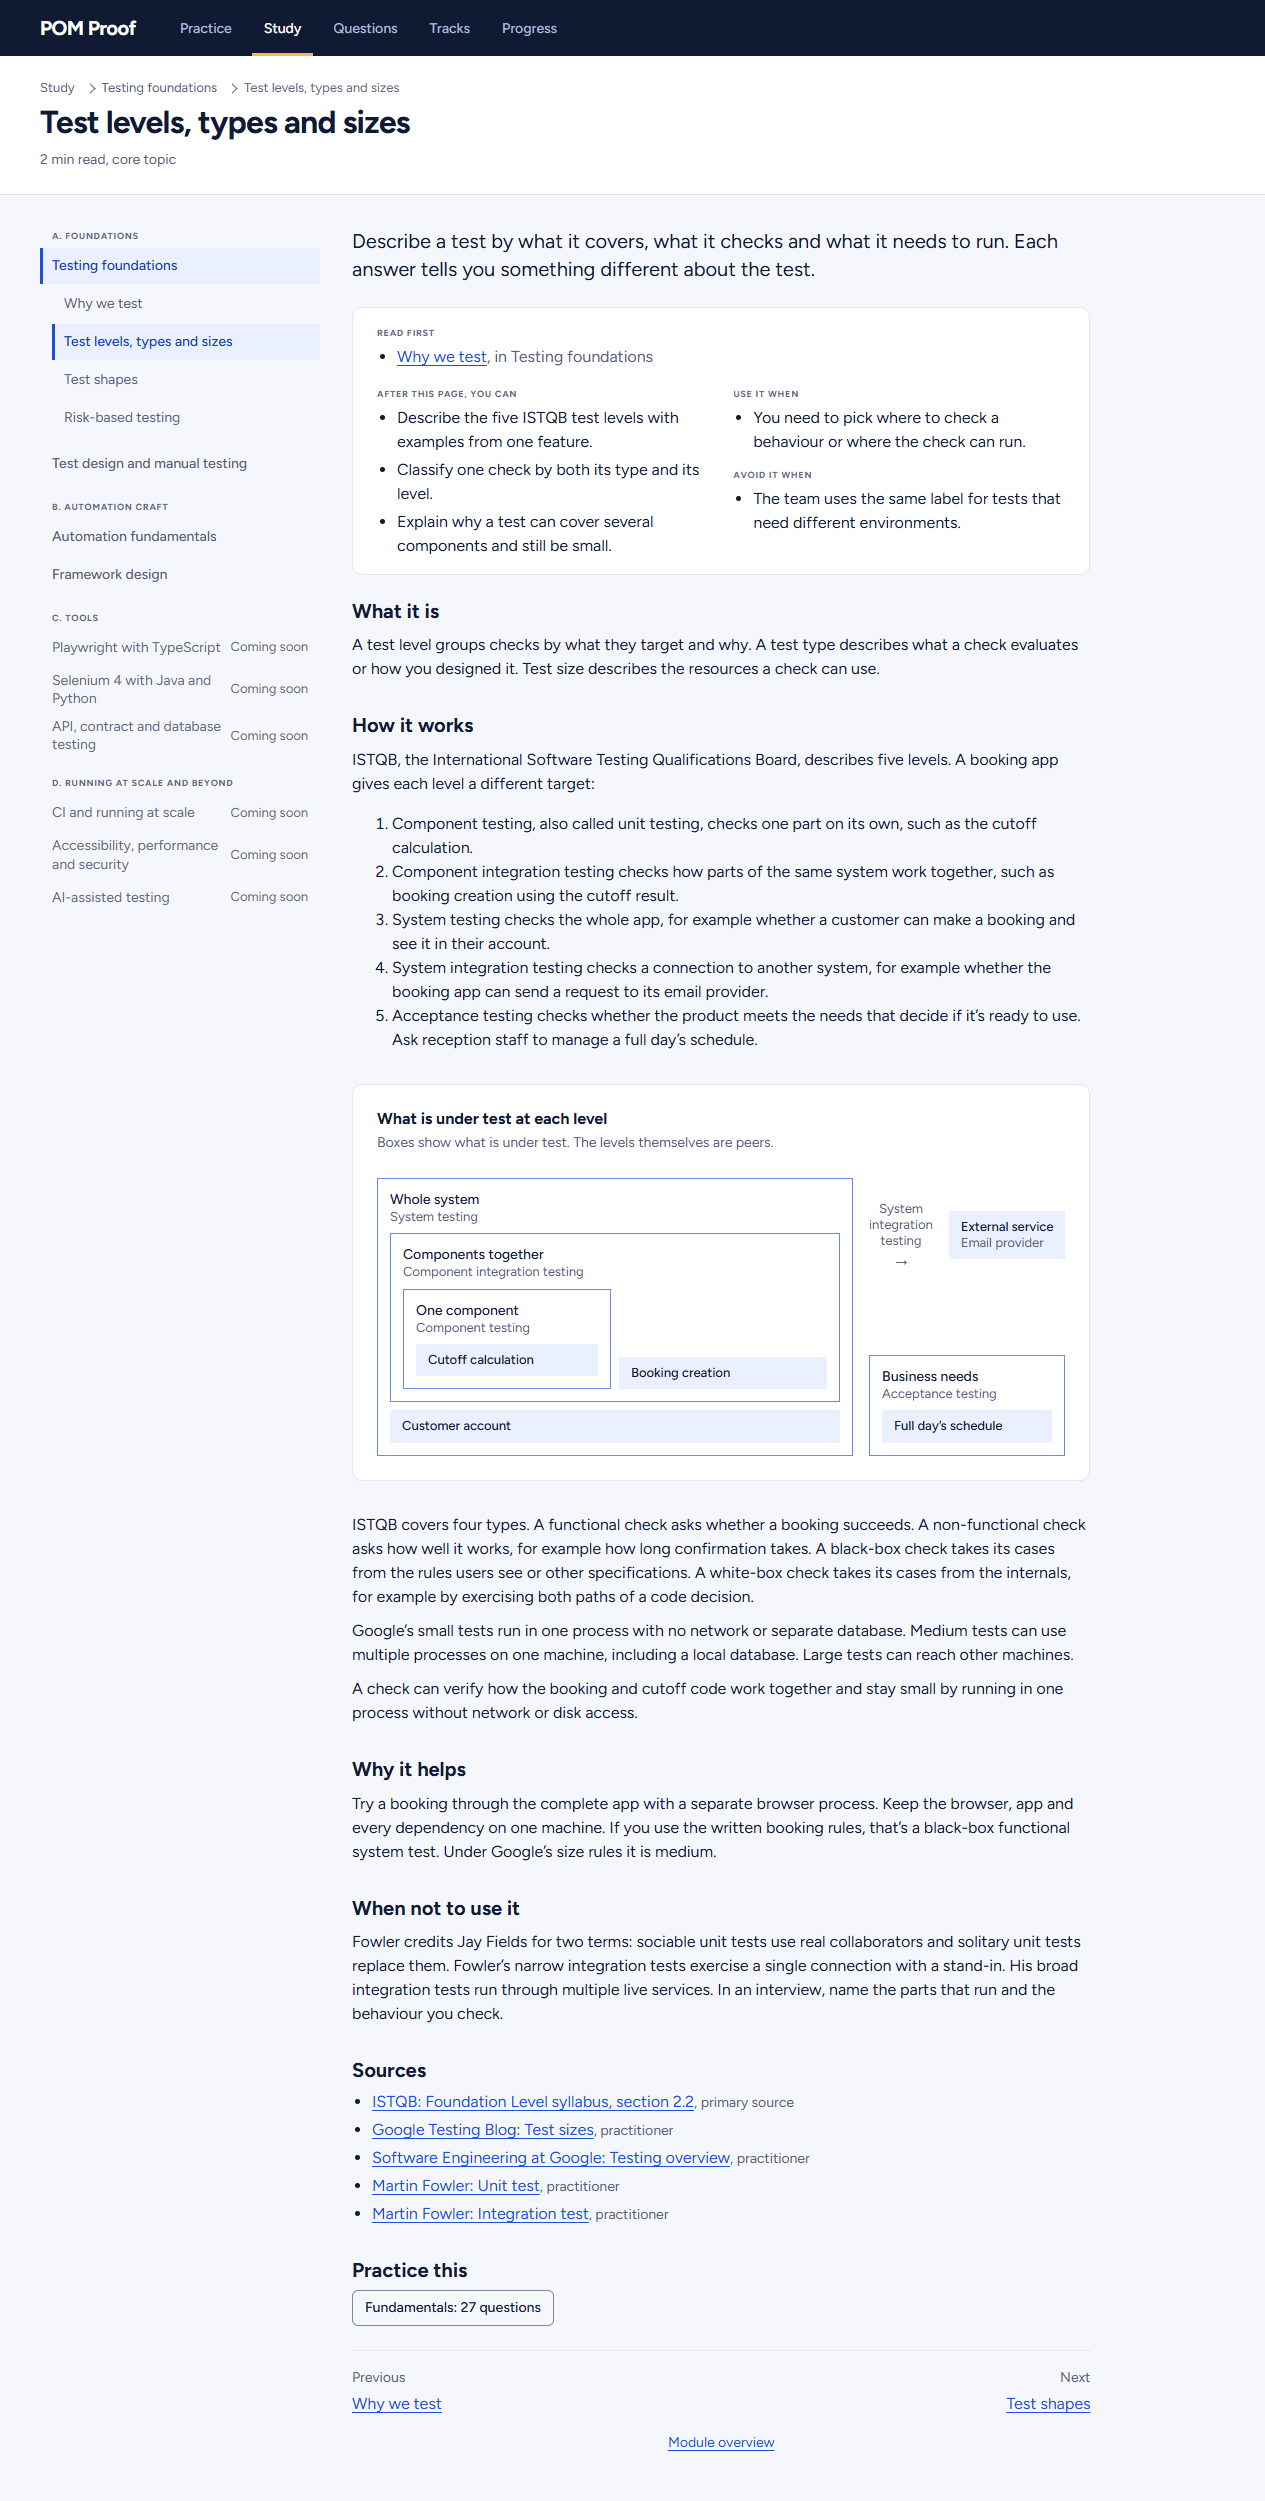 POM Proof
Practice
Study
Questions
Tracks
Progress
Study
Testing foundations
Test levels, types and sizes
Test levels, types and sizes
2 min read, core topic
A. FOUNDATIONS
Testing foundations
Why we test
Test levels, types and sizes
Test shapes
Risk-based testing
Test design and manual testing
B. AUTOMATION CRAFT
Automation fundamentals
Framework design
C. TOOLS
Playwright with TypeScript
Coming soon
Selenium 4 with Java and
Python
Coming soon
API, contract and database
testing
Coming soon
D. RUNNING AT SCALE AND BEYOND
CI and running at scale
Coming soon
Accessibility, performance
and security
Coming soon
AI-assisted testing
Coming soon
Describe a test by what it covers, what it checks and what it needs to run. Each
answer tells you something different about the test.
READ FIRST
• Why we test, in Testing foundations
AFTER THIS PAGE, YOU CAN
• Describe the five ISTQB test levels with
examples from one feature.
• Classify one check by both its type and its
level.
• Explain why a test can cover several
components and still be small.
USE IT WHEN
• You need to pick where to check a
behaviour or where the check can run.
AVOID IT WHEN
• The team uses the same label for tests that
need different environments.
What it is
A test level groups checks by what they target and why. A test type describes what a check evaluates
or how you designed it. Test size describes the resources a check can use.
How it works
ISTQB, the International Software Testing Qualifications Board, describes five levels. A booking app
gives each level a different target:
1. Component testing, also called unit testing, checks one part on its own, such as the cutoff
calculation.
2. Component integration testing checks how parts of the same system work together, such as
booking creation using the cutoff result.
3. System testing checks the whole app, for example whether a customer can make a booking and
see it in their account.
4. System integration testing checks a connection to another system, for example whether the
booking app can send a request to its email provider.
5. Acceptance testing checks whether the product meets the needs that decide if it’s ready to use.
Ask reception staff to manage a full day’s schedule.
What is under test at each level
Boxes show what is under test. The levels themselves are peers.
Whole system
System testing
Components together
Component integration testing
One component
Component testing
Cutoff calculation
Booking creation
Customer account
System
integration
testing
→
External service
Email provider
Business needs
Acceptance testing
Full day’s schedule
ISTQB covers four types. A functional check asks whether a booking succeeds. A non-functional check
asks how well it works, for example how long confirmation takes. A black-box check takes its cases
from the rules users see or other specifications. A white-box check takes its cases from the internals,
for example by exercising both paths of a code decision.
Google’s small tests run in one process with no network or separate database. Medium tests can use
multiple processes on one machine, including a local database. Large tests can reach other machines.
A check can verify how the booking and cutoff code work together and stay small by running in one
process without network or disk access.
Why it helps
Try a booking through the complete app with a separate browser process. Keep the browser, app and
every dependency on one machine. If you use the written booking rules, that’s a black-box functional
system test. Under Google’s size rules it is medium.
When not to use it
Fowler credits Jay Fields for two terms: sociable unit tests use real collaborators and solitary unit tests
replace them. Fowler’s narrow integration tests exercise a single connection with a stand-in. His broad
integration tests run through multiple live services. In an interview, name the parts that run and the
behaviour you check.
Sources
• ISTQB: Foundation Level syllabus, section 2.2, primary source
• Google Testing Blog: Test sizes, practitioner
• Software Engineering at Google: Testing overview, practitioner
• Martin Fowler: Unit test, practitioner
• Martin Fowler: Integration test, practitioner
Practice this
Fundamentals: 27 questions
Previous
Why we test
Next
Test shapes
Module overview